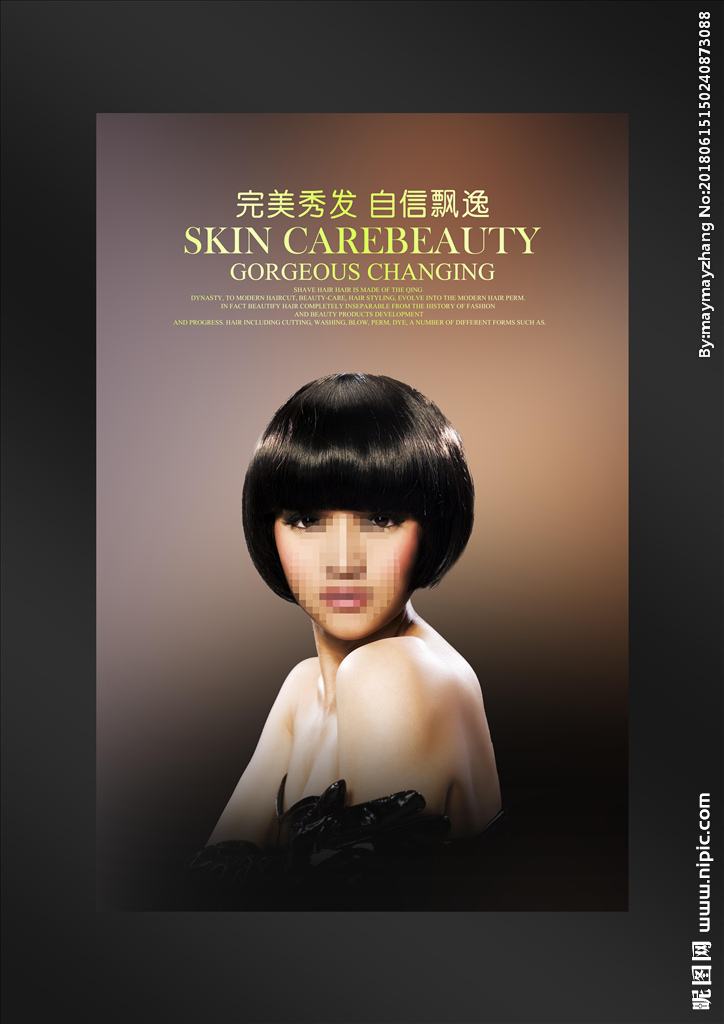 完美秀发 自信飘逸
SKIN CAREBEAUTY
GORGEOUS CHANGING
SHAVE HAIR HAIR IS MADE OF THE QING
DYNASTY, TO MODERN HAIRCUT, BEAUTY-CARE, HAIR STYLING, EVOLVE INTO THE MODERN HAIR PERM.
IN FACT BEAUTIFY HAIR COMPLETELY INSEPARABLE FROM THE HISTORY OF FASHION
AND BEAUTY PRODUCTS DEVELOPMENT
AND PROGRESS. HAIR INCLUDING CUTTING, WASHING, BLOW, PERM, DYE, A NUMBER OF DIFFERENT FORMS SUCH AS.
By:maymayzhang No:20180615150240873088
昵图网 www.nipic.com